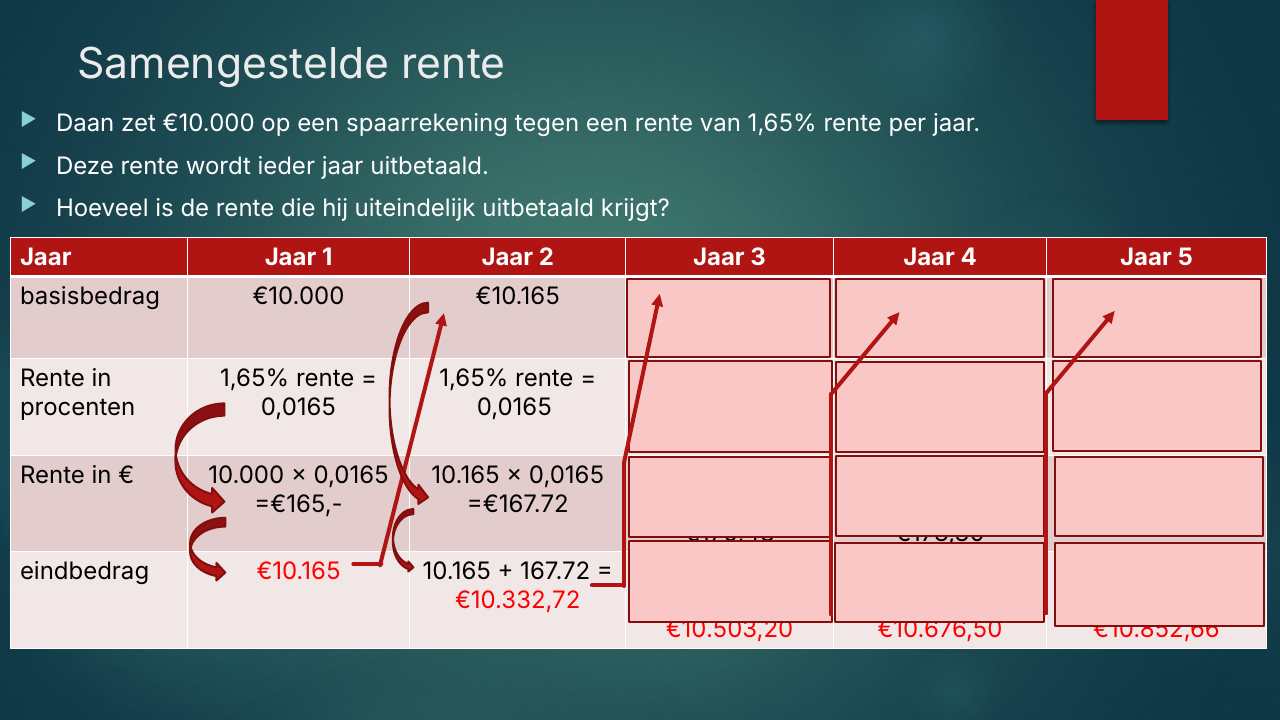 Samengestelde rente
Daan zet €10.000 op een spaarrekening tegen een rente van 1,65% rente per jaar.
Deze rente wordt ieder jaar uitbetaald.
Hoeveel is de rente die hij uiteindelijk uitbetaald krijgt?
Jaar Jaar 1 Jaar 2 Jaar 3 Jaar 4 Jaar 5
basisbedrag €10.000 €10.165
Rente in 1,65% rente = 1,65% rente =
procenten 0,0165 0,0165
Rente in € 10.000 × 0,0165 10.165 × 0,0165
=€165,- =€167.72
eindbedrag €10.165 10.165 + 167.72 =
€10.332,72
€10.503,20 €10.676,50 €10.852,66